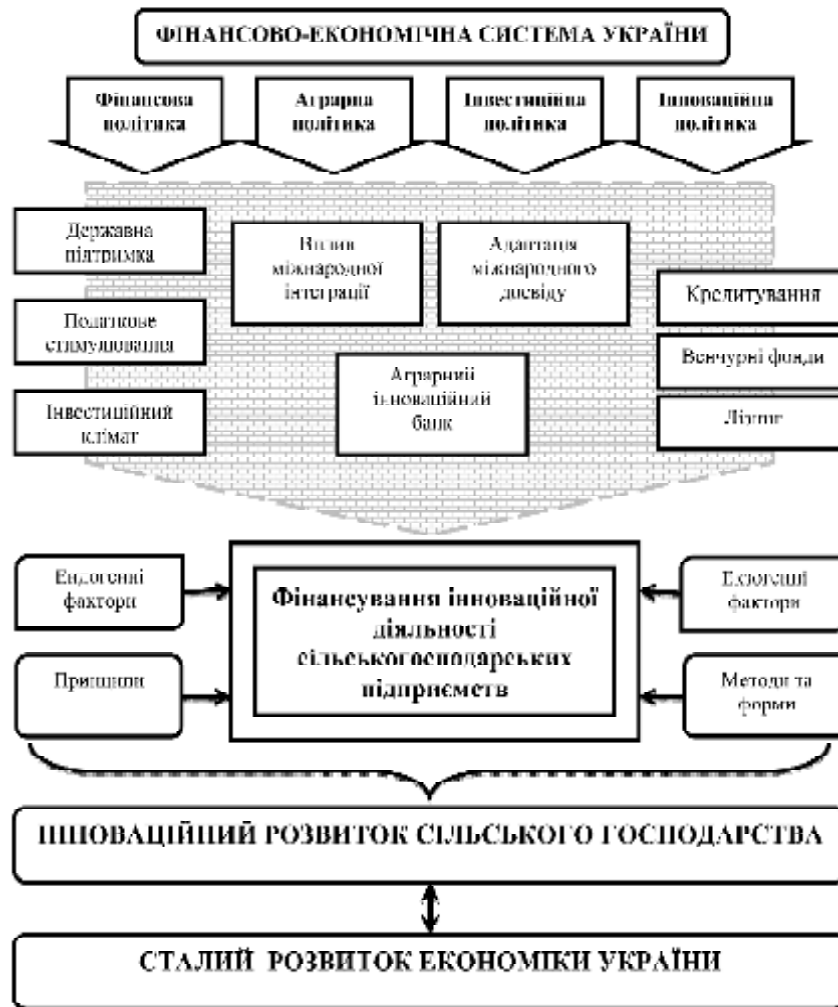 ФІНАНСОВО-ЕКОНОМІЧНА СИСТЕМА УКРАЇНИ
Фінансова
політика
Аграрна
політика
Інвестиційна
політика
Інноваційна
політика
Державна
підтримка
Вплив
міжнародної
інтеграції
Адаптація
міжнародного
досвіду
Кредитування
Податкове
стимулювання
Венчурні фонди
Аграрний
інноваційний
банк
Інвестиційний
клімат
Лізинг
Ендогенні
фактори
Фінансування інноваційної
діяльності
сільськогосподарських
підприємств
Екзогенні
фактори
Принципи
Методи та
форми
ІННОВАЦІЙНИЙ РОЗВИТОК СІЛЬСЬКОГО ГОСПОДАРСТВА
СТАЛИЙ РОЗВИТОК ЕКОНОМІКИ УКРАЇНИ